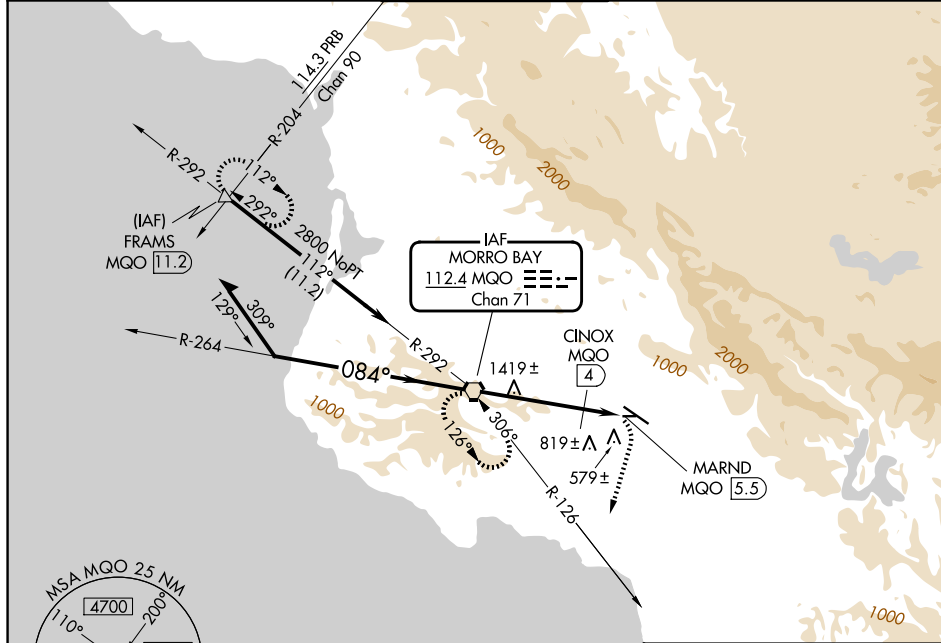 114.3 PRB
Chan 90
R-204
R-292
112°
292°
(IAF)
FRAMS
MQO 11.2
2800 NoPT
112°
(11.2)
309°
129°
R-264
084°
R-292
IAF
MORRO BAY
112.4 MQO
Chan 71
CINOX
MQO
4
1419±
819±
579±
MARND
MQO 5.5
306°
126°
R-126
1000
2000
1000
2000
1000
1000
MSA MQO 25 NM
4700
110°
200°